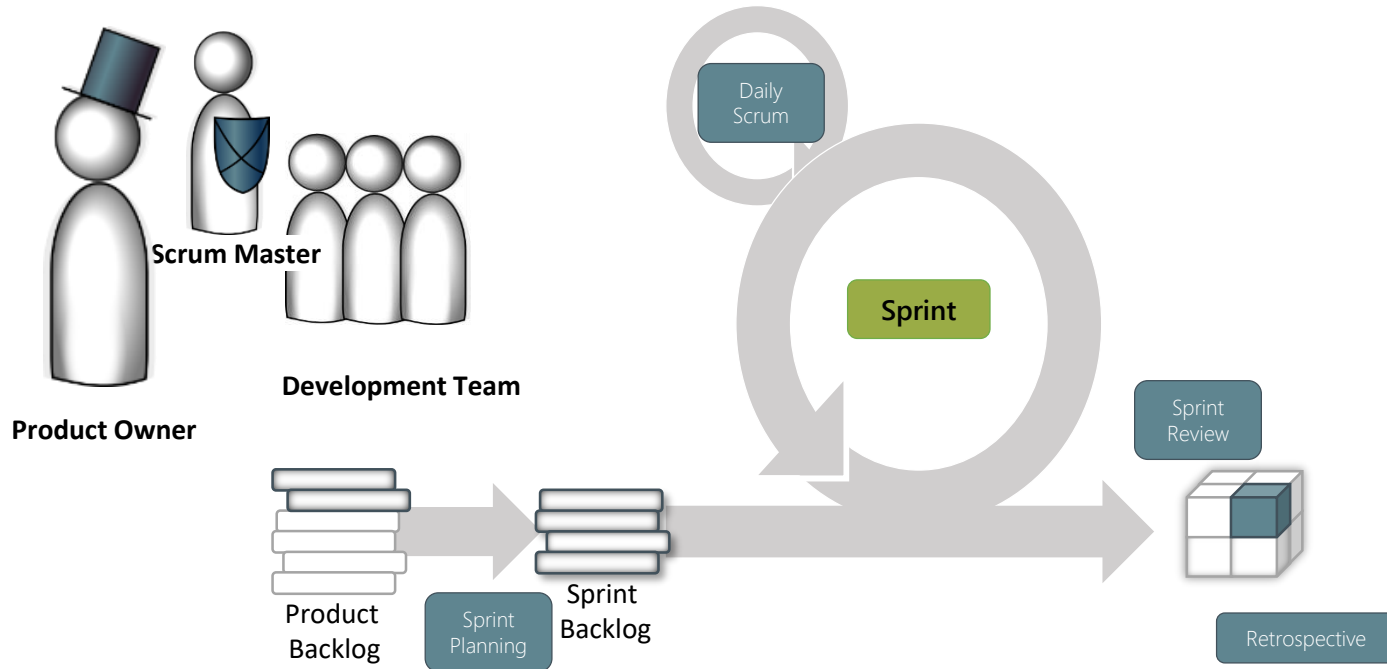 Scrum Master
Development Team
Product Owner
Daily
Scrum
Sprint
Sprint
Review
Product
Backlog
Sprint
Planning
Sprint
Backlog
Retrospective